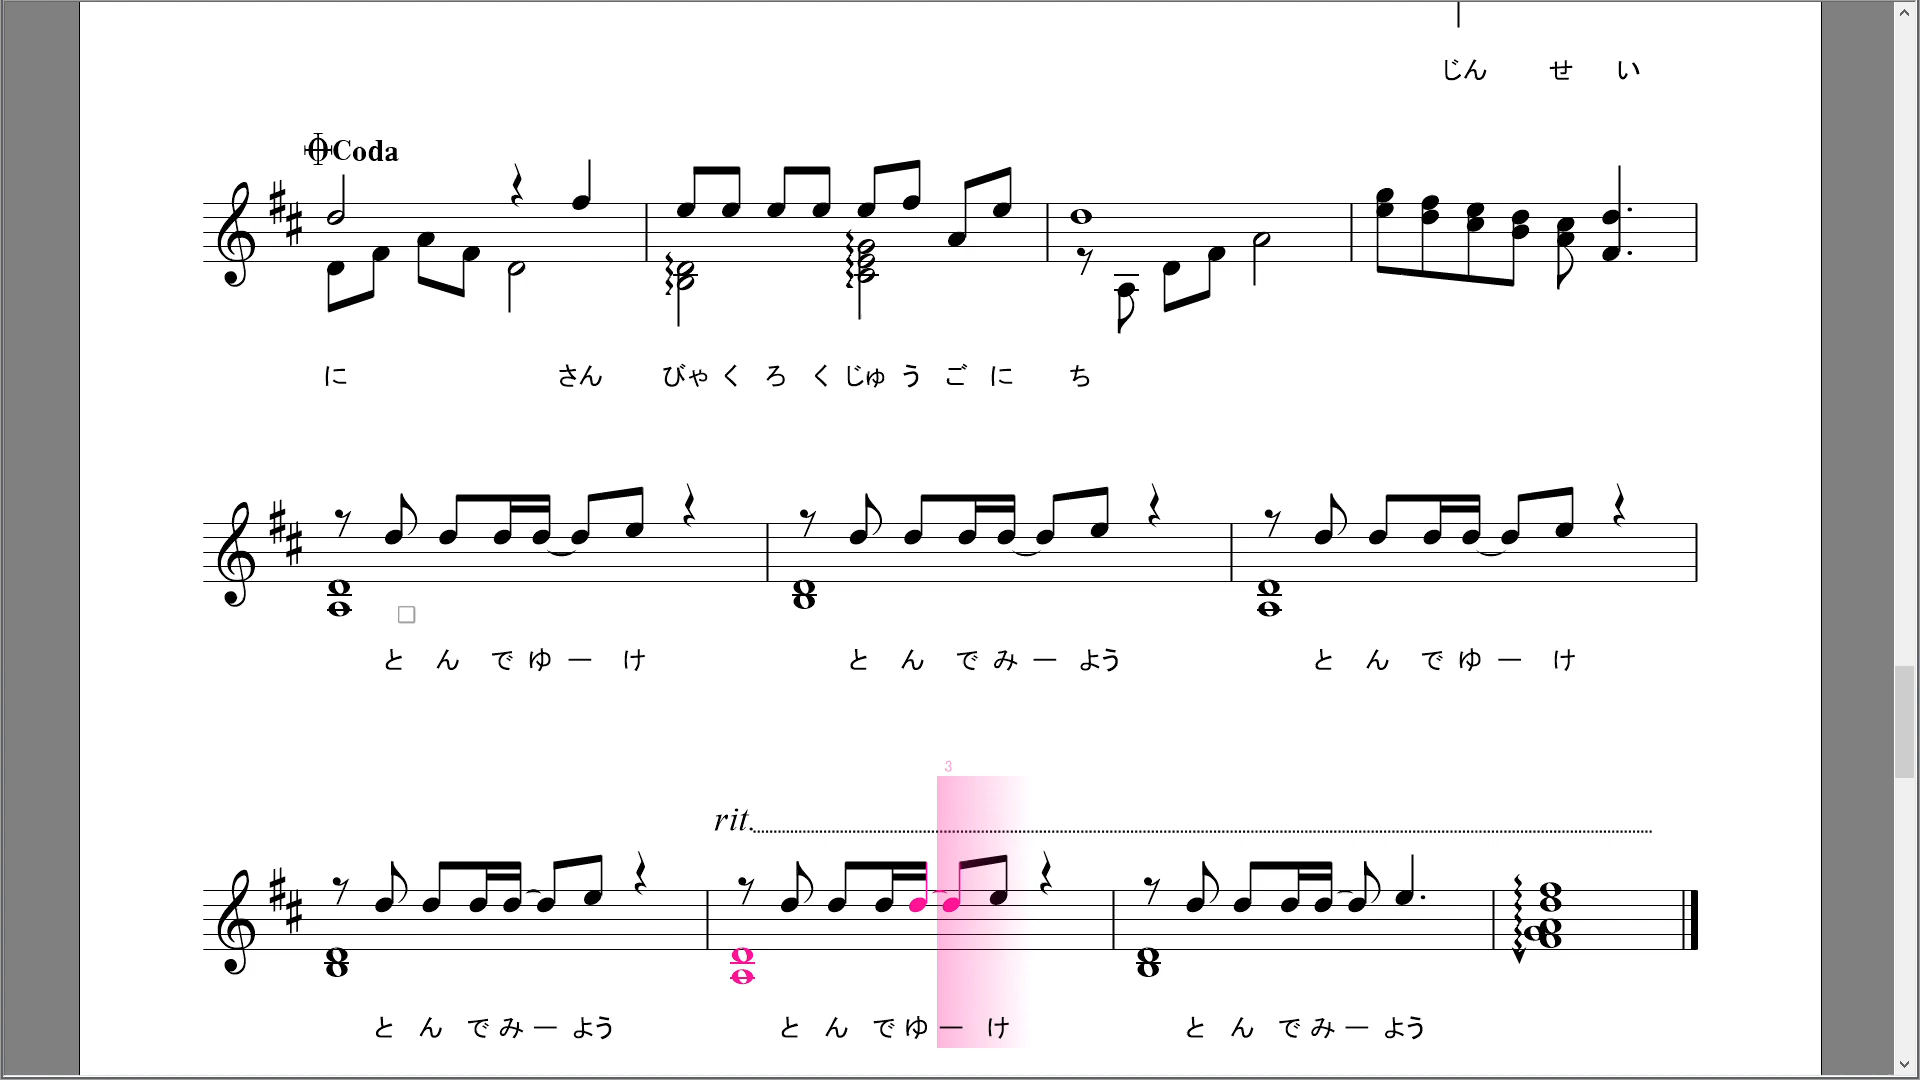 じん せ い
Coda
に さん びゃ く ろ く じゅ う ご に ち
と ん で ゆ ー け と ん で み ー よう と ん で ゆ ー け
3
rit.
と ん で み ー よう と ん で ゆ ー け と ん で み ー よう